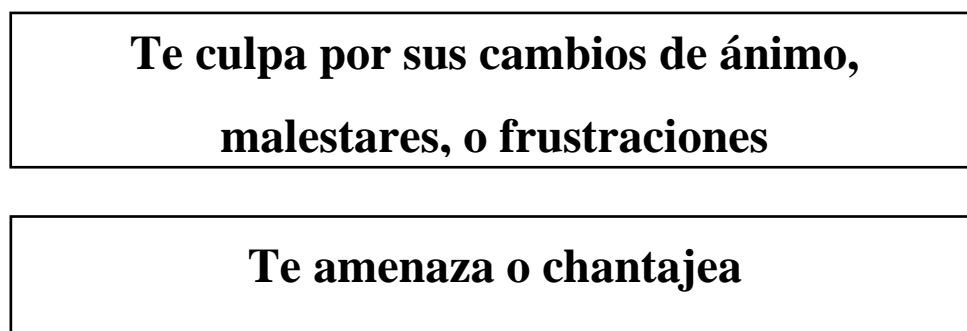 Te culpa por sus cambios de ánimo,
malestares, o frustraciones
Te amenaza o chantajea